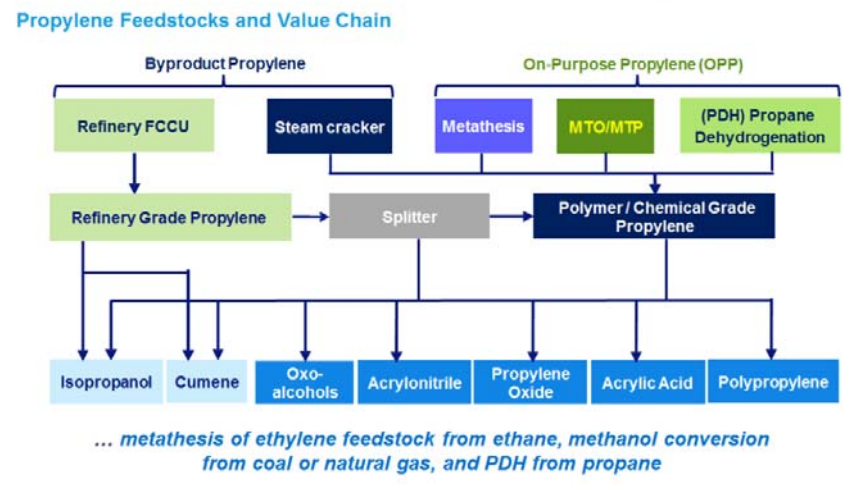 Propylene Feedstocks and Value Chain
Byproduct Propylene
On-Purpose Propylene (OPP)
Refinery FCCU
Steam cracker
Metathesis
MTO/MTP
(PDH) Propane
Dehydrogenation
Refinery Grade Propylene
Splitter
Polymer / Chemical Grade
Propylene
Isopropanol
Cumene
Oxo-
alcohols
Acrylonitrile
Propylene
Oxide
Acrylic Acid
Polypropylene
... metathesis of ethylene feedstock from ethane, methanol conversion
from coal or natural gas, and PDH from propane